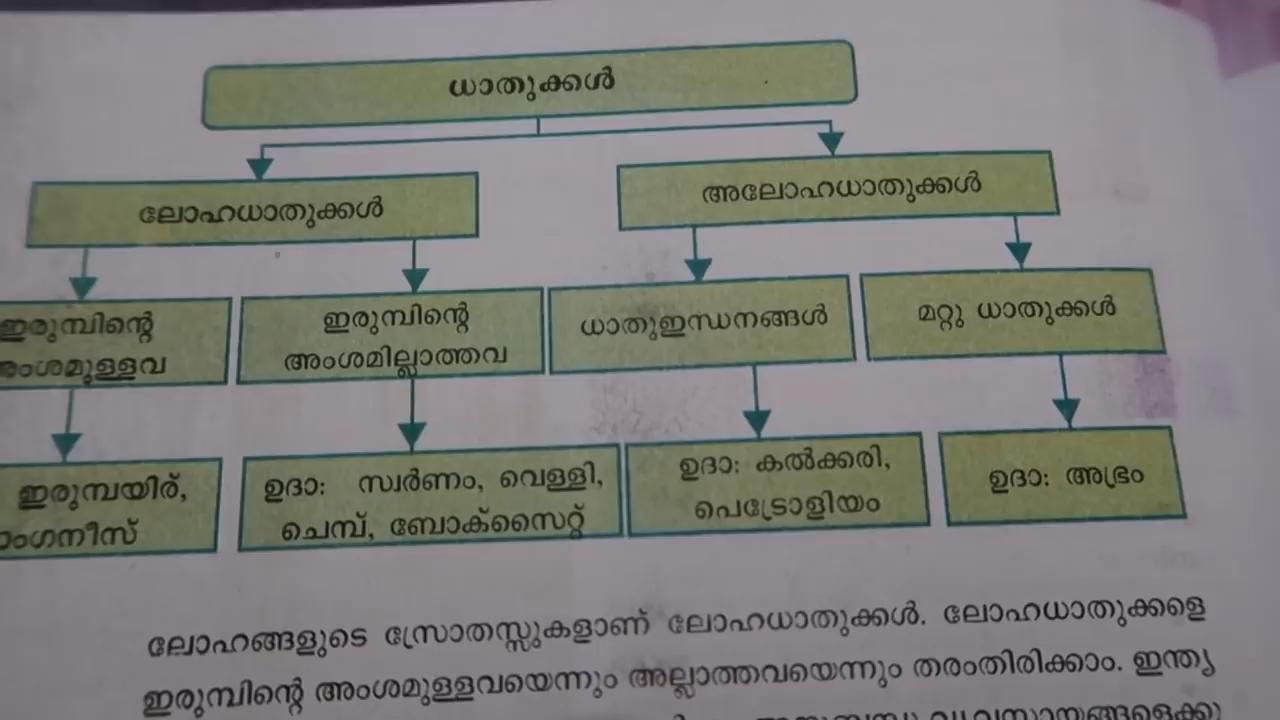 ധാതുക്കൾ
ലോഹധാതുക്കൾ
അലോഹധാതുക്കൾ
ഇരുമ്പിന്റെ
അംശമുള്ളവ
ഇരുമ്പിന്റെ
അംശമില്ലാത്തവ
ധാതുഇന്ധനങ്ങൾ
മറ്റു ധാതുക്കൾ
ഇരുമ്പയിര്,
ഉദാ: സ്വർണം, വെള്ളി,
ചെമ്പ്, ബോക്സൈറ്റ്
ഉദാ: കൽക്കരി,
പെട്രോളിയം
ഉദാ: അഭ്രം
ലോഹങ്ങളുടെ സ്രോതസ്സുകളാണ് ലോഹധാതുക്കൾ. ലോഹധാതുക്കളെ
ഇരുമ്പിന്റെ അംശമുള്ളവയെന്നും അല്ലാത്തവയെന്നും തരംതിരിക്കാം. ഇന്ത്യ